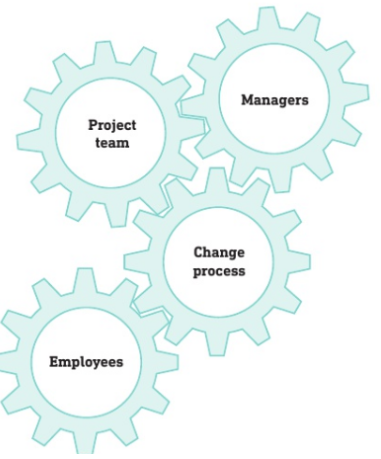 Managers
Project
team
Change
process
Employees